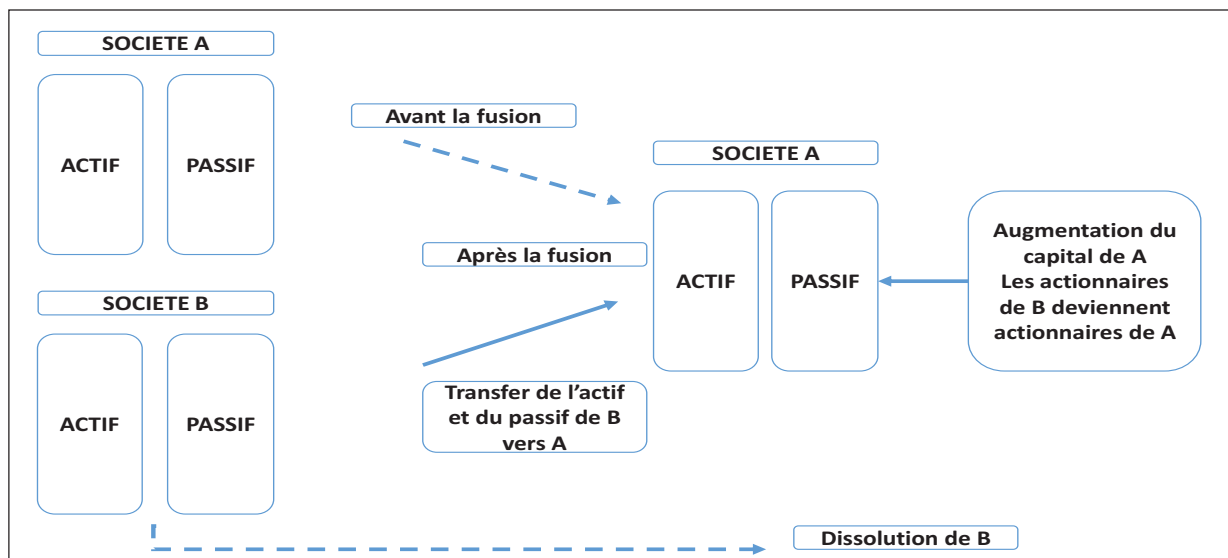 SOCIETE A
ACTIF
PASSIF
Avant la fusion
SOCIETE A
ACTIF
PASSIF
Après la fusion
Augmentation du
capital de A
Les actionnaires
de B deviennent
actionnaires de A
SOCIETE B
ACTIF
PASSIF
Transfer de l’actif
et du passif de B
vers A
Dissolution de B